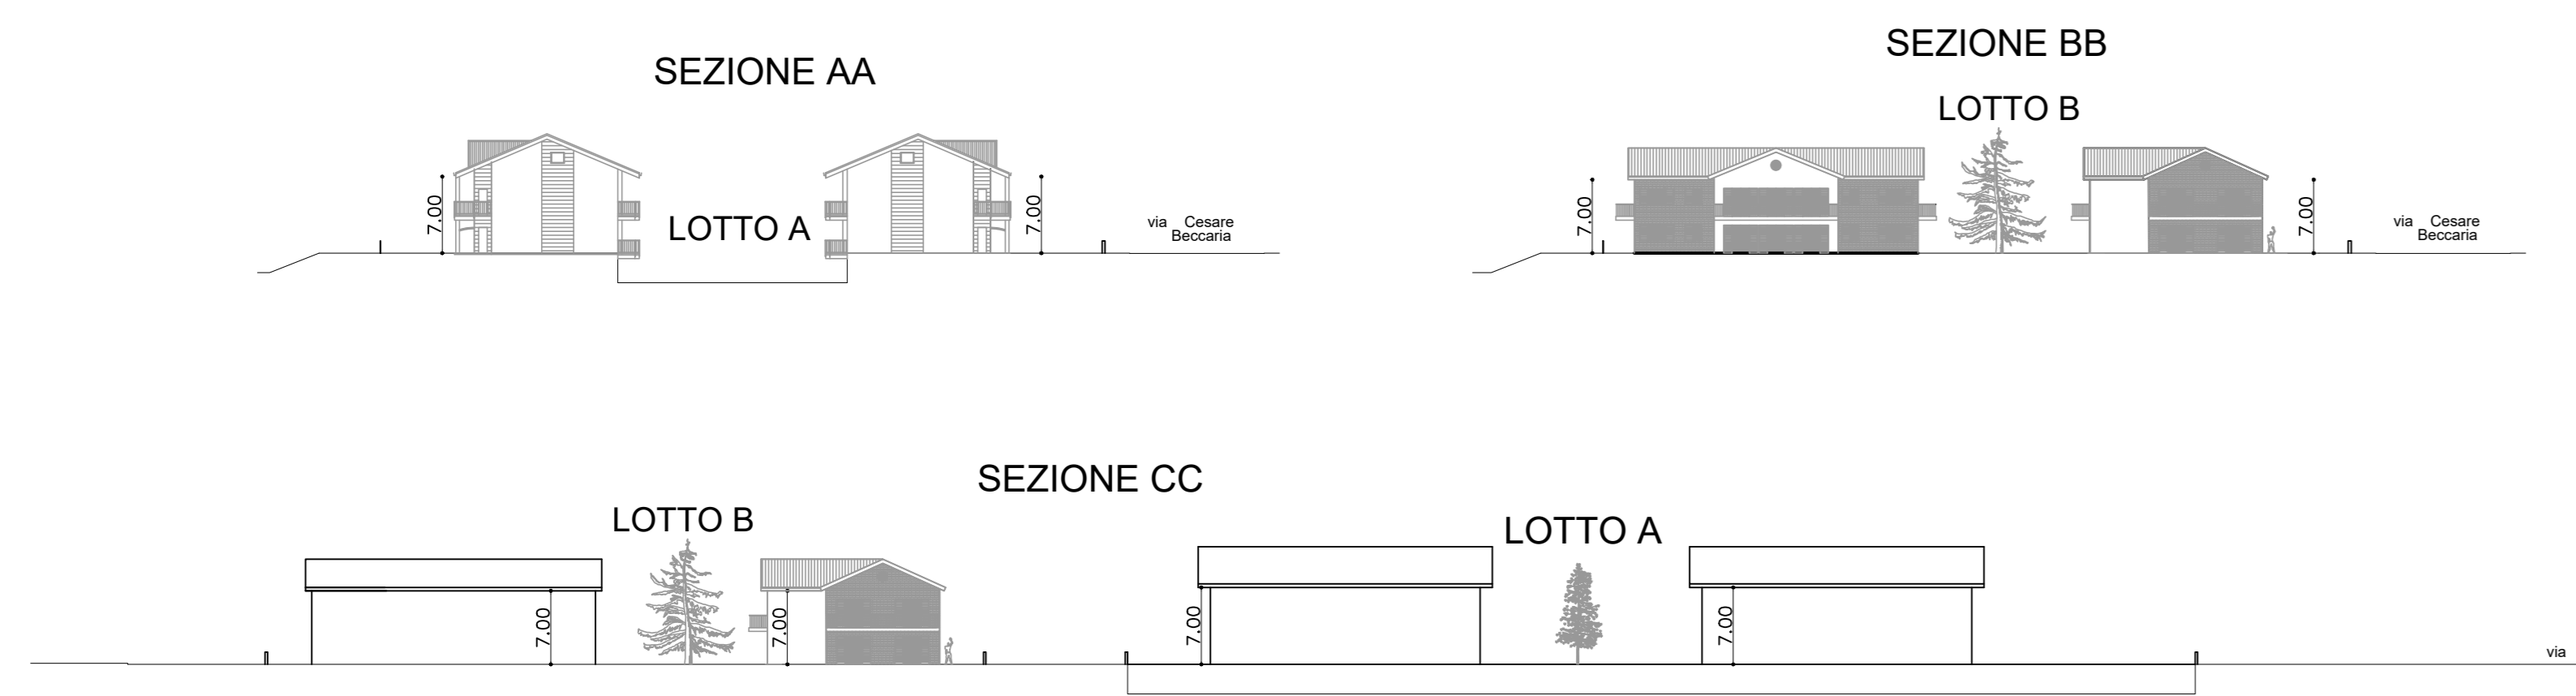 SEZIONE AA
7.00
LOTTO A
7.00
via Cesare
Beccaria
SEZIONE BB
LOTTO B
7.00
7.00
via Cesare
Beccaria
SEZIONE CC
LOTTO B
LOTTO A
7.00
7.00
7.00
7.00
via